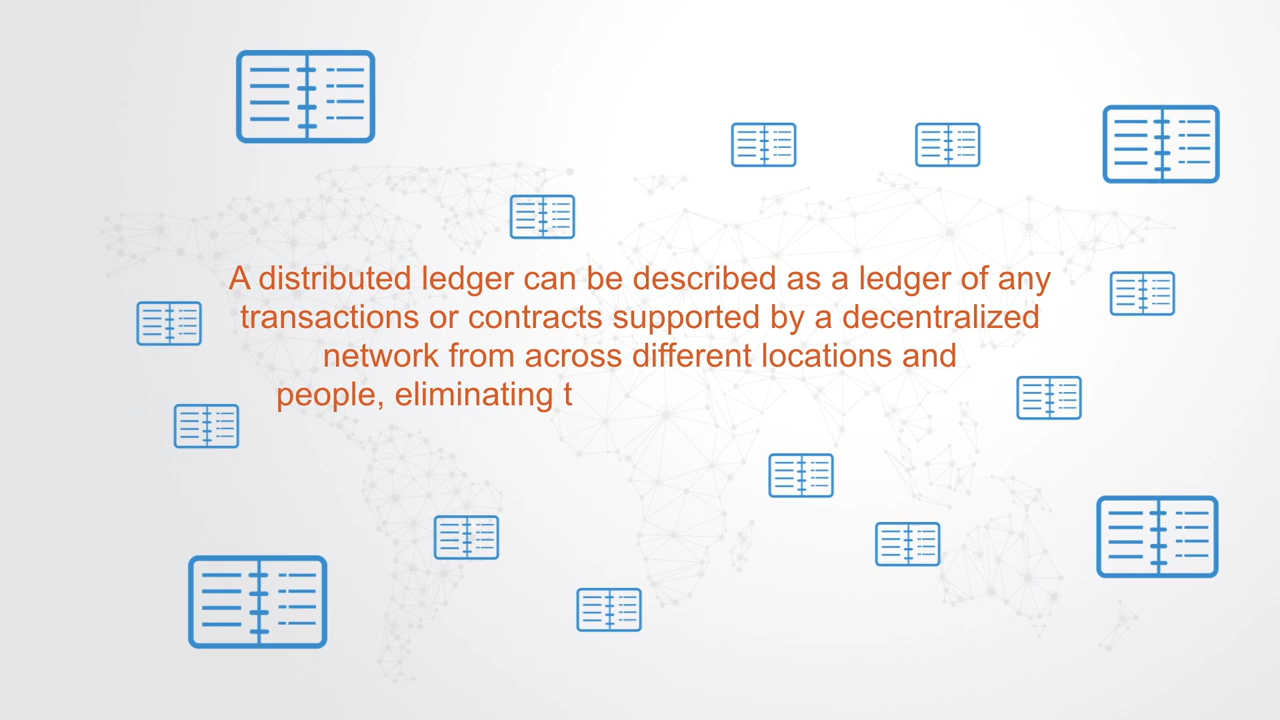 A distributed ledger can be described as a ledger of any
transactions or contracts supported by a decentralized
network from across different locations and
people, eliminating t